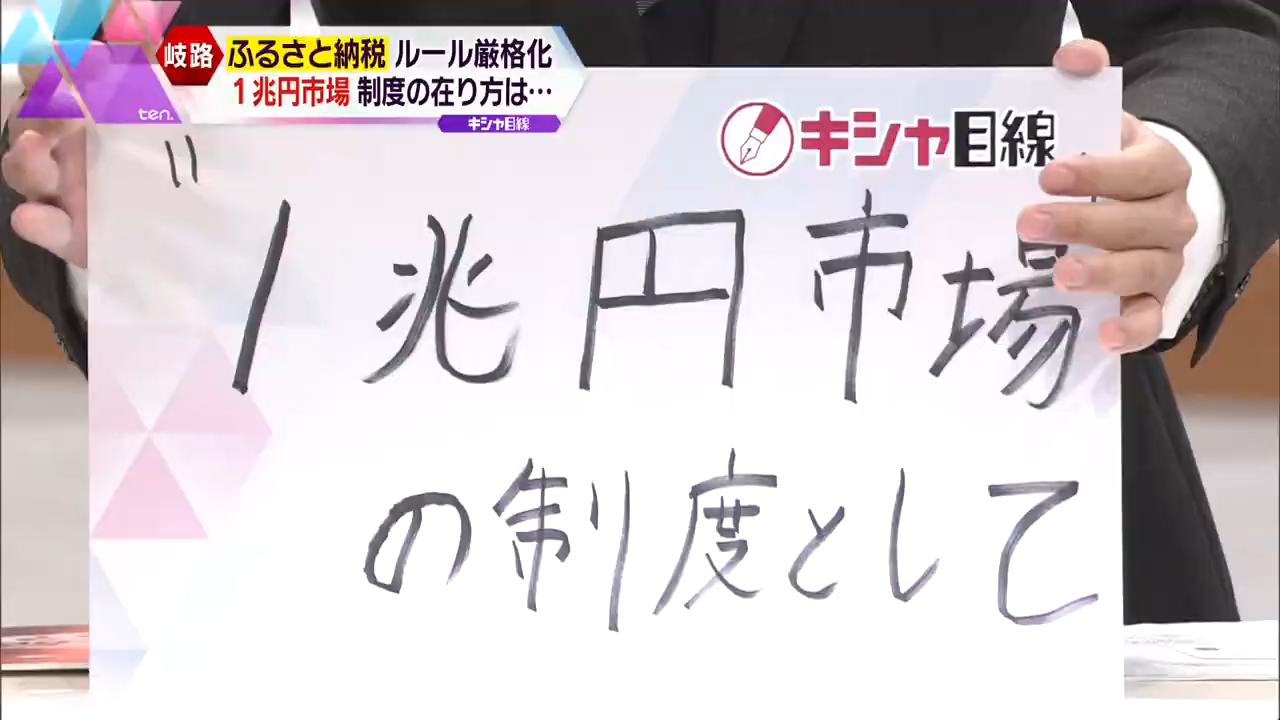 岐路
ふるさと納税 ルール厳格化
1兆円市場 制度の在り方は…
ten.
キシャ目線
キシャ目線
"1兆円市場"
の制度として